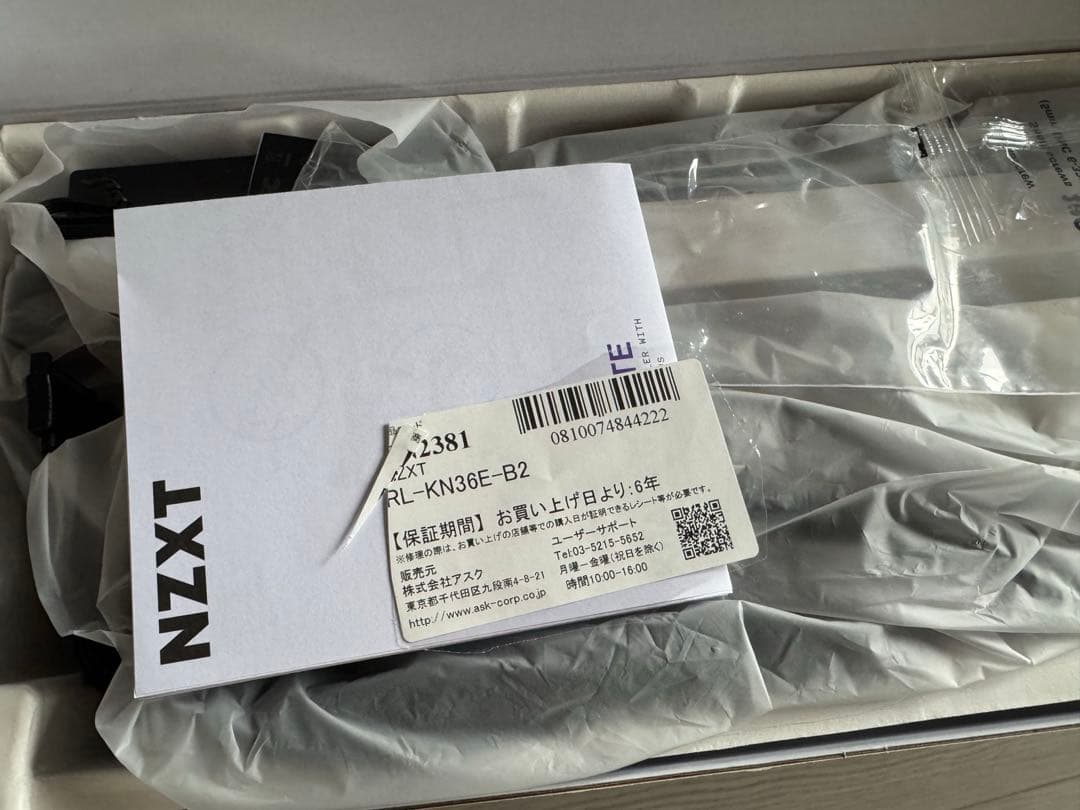 NZXT
TE
ER WITH
S
2381
0810074844222
NZXT
RL-KN36E-B2
【保証期間】 お買い上げ日より:6年
※修理の際は、お買い上げの店舗等での購入日が証明できるレシート等が必要です。
販売元
株式会社アスク
東京都千代田区九段南4-8-21
http://www.ask-corp.co.jp
ユーザーサポート
Tel:03-5215-5652
月曜-金曜(祝日を除く)
時間10:00-16:00